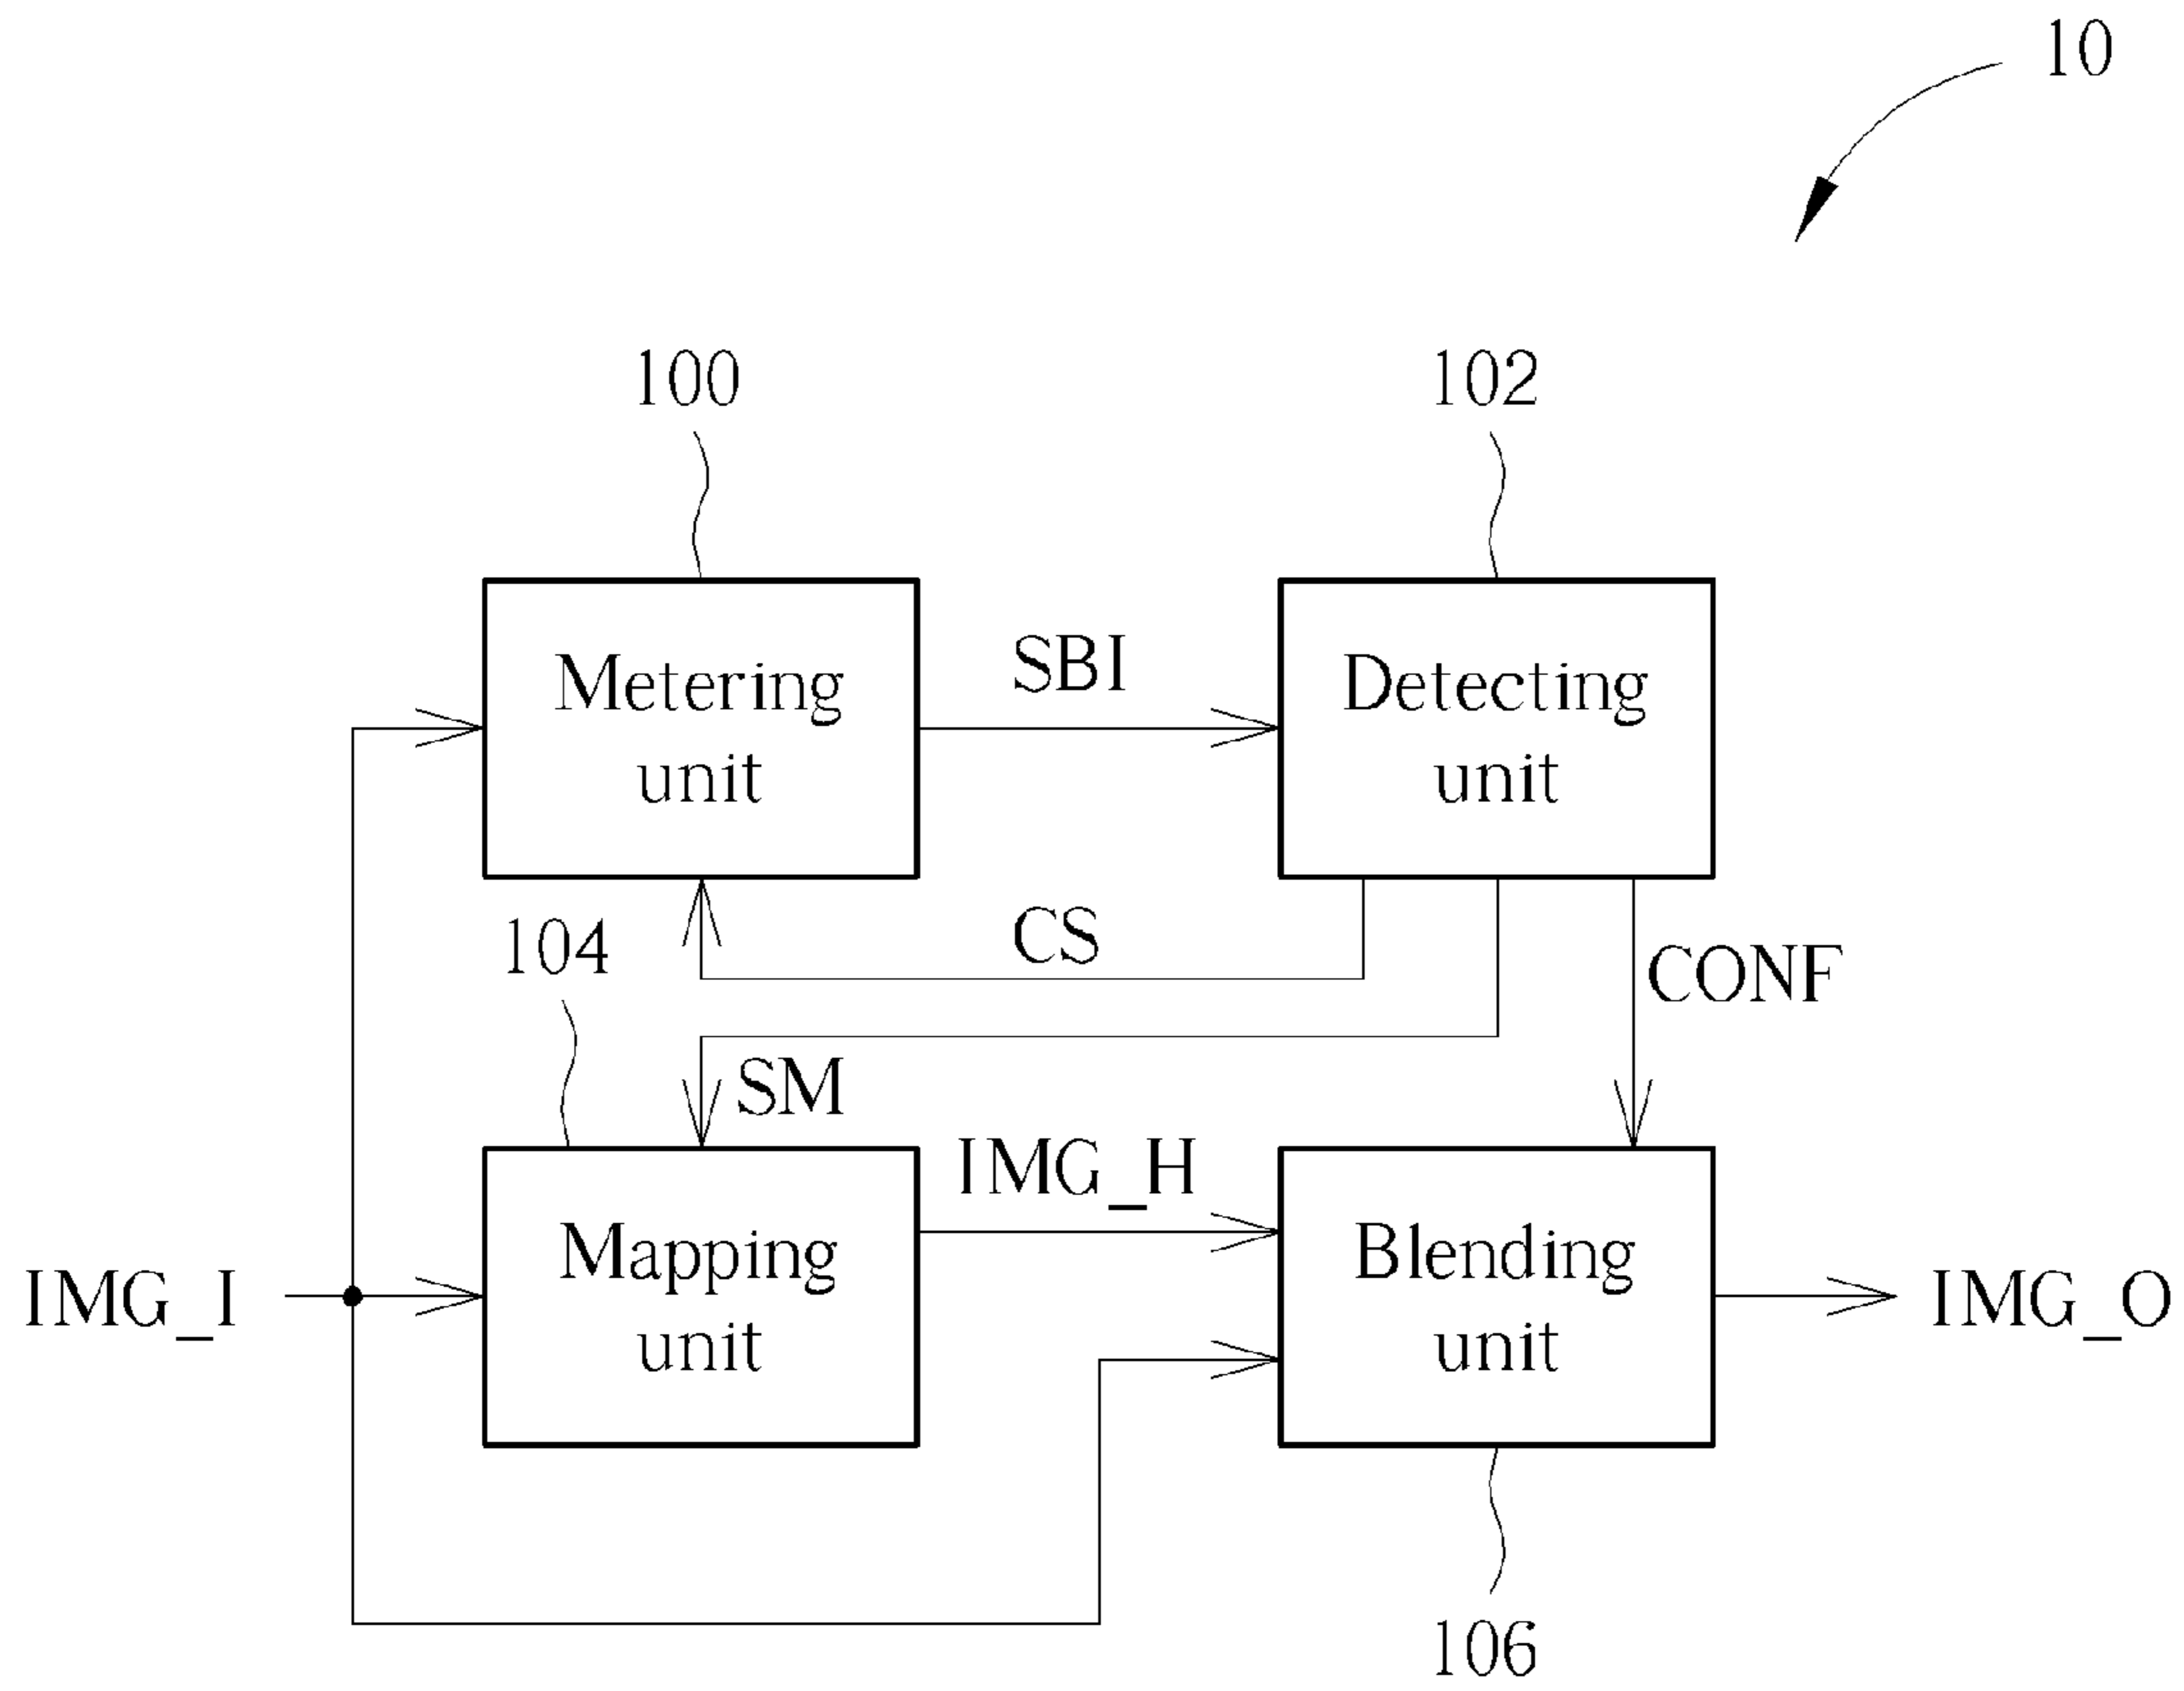 10
100
102
Metering
unit
SBI
Detecting
unit
104
CS
CONF
SM
IMG_H
IMG_I
Mapping
unit
Blending
unit
IMG_O
106